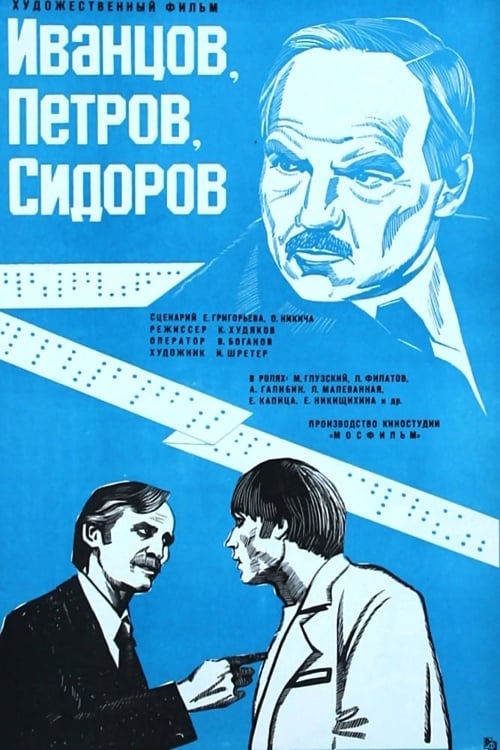 ХУДОЖЕСТВЕННЫЙ ФИЛЬМ
ИВАНЦОВ,
ПЕТРОВ,
СИДОРОВ
СЦЕНАРИЙ Е. ГРИГОРЬЕВА, О. НИКИЧА
РЕЖИССЕР К. ХУДЯКОВ
ОПЕРАТОР В. БОГАНОВ
ХУДОЖНИК И. ШРЕТЕР
В РОЛЯХ: М. ГЛУЗСКИЙ, Л. ФИЛАТОВ,
А. ГАЛИБИН, Л. МАЛЕВАННАЯ,
Е. КАПИЦА, Е. НИКИЩИХИНА и др.
ПРОИЗВОДСТВО КИНОСТУДИИ
«МОСФИЛЬМ»